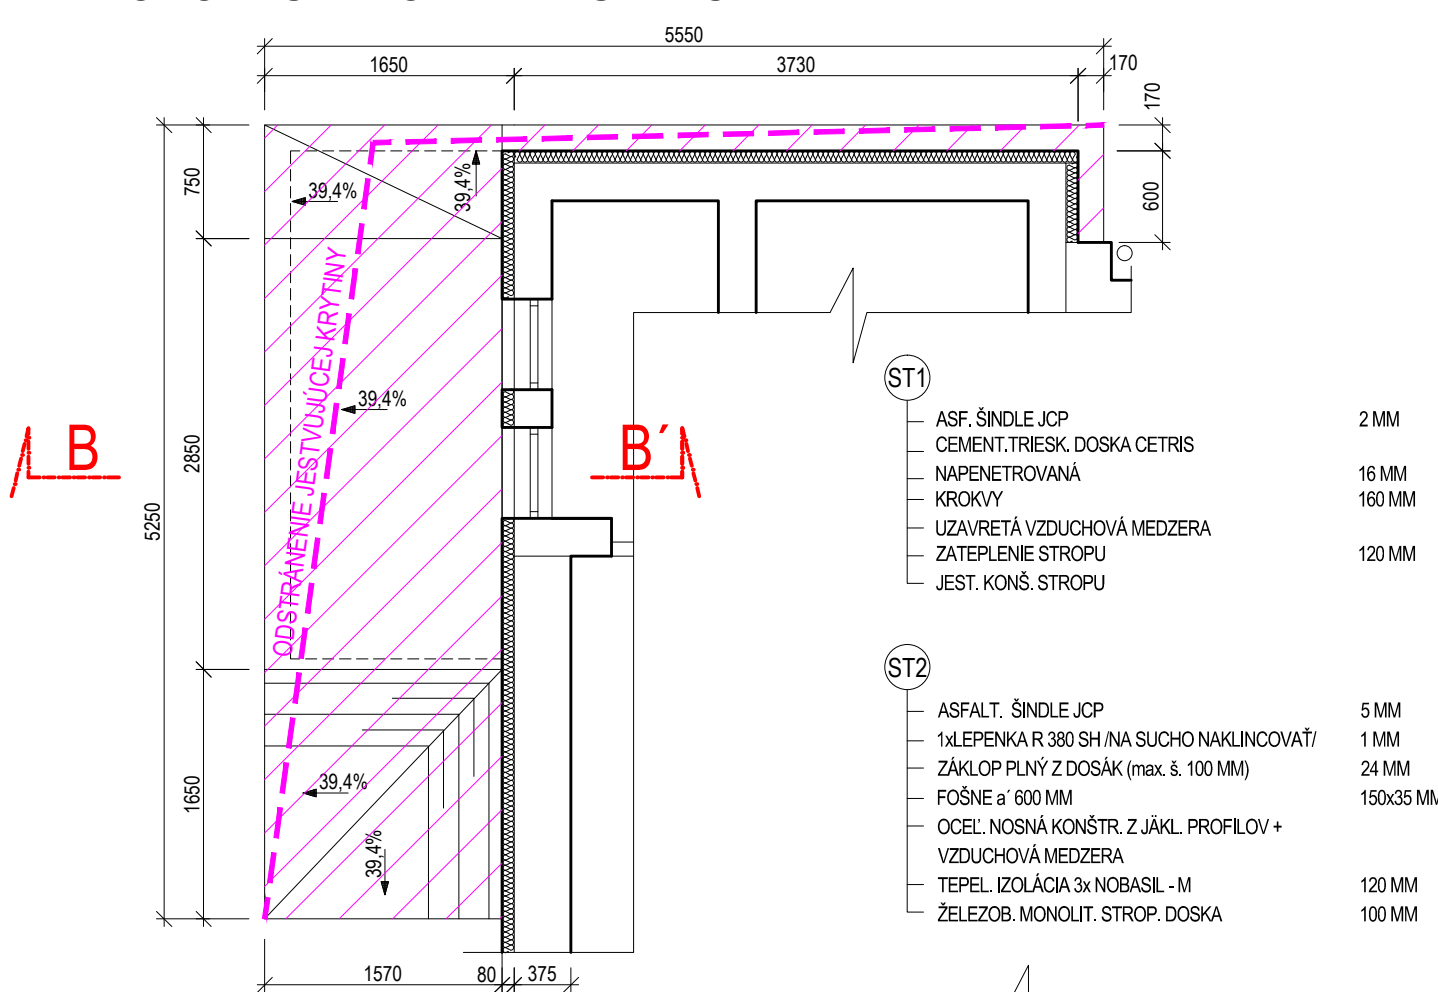 5550
1650
3730
170
170
750
39,4%
39,4%
600
ODSTRÁNENIE JESTVUJÚCEJ KRYTINY
39,4%
2850
5250
B
B´
ST1
ASF. ŠINDLE JCP 2 MM
CEMENT.TRIESK. DOSKA CETRIS
NAPENETROVANÁ 16 MM
KROKVY 160 MM
UZAVRETÁ VZDUCHOVÁ MEDZERA
ZATEPLENIE STROPU 120 MM
JEST. KONŠ. STROPU
ST2
ASFALT. ŠINDLE JCP 5 MM
1xLEPENKA R 380 SH /NA SUCHO NAKLINCOVAŤ/ 1 MM
ZÁKLOP PLNÝ Z DOSÁK (max. š. 100 MM) 24 MM
FOŠNE a´ 600 MM 150x35 MM
OCEĽ. NOSNÁ KONŠTR. Z JÄKL. PROFILOV +
VZDUCHOVÁ MEDZERA
TEPEL. IZOLÁCIA 3x NOBASIL - M 120 MM
ŽELEZOB. MONOLIT. STROP. DOSKA 100 MM
1650
39,4%
39,4%
1570
80
375